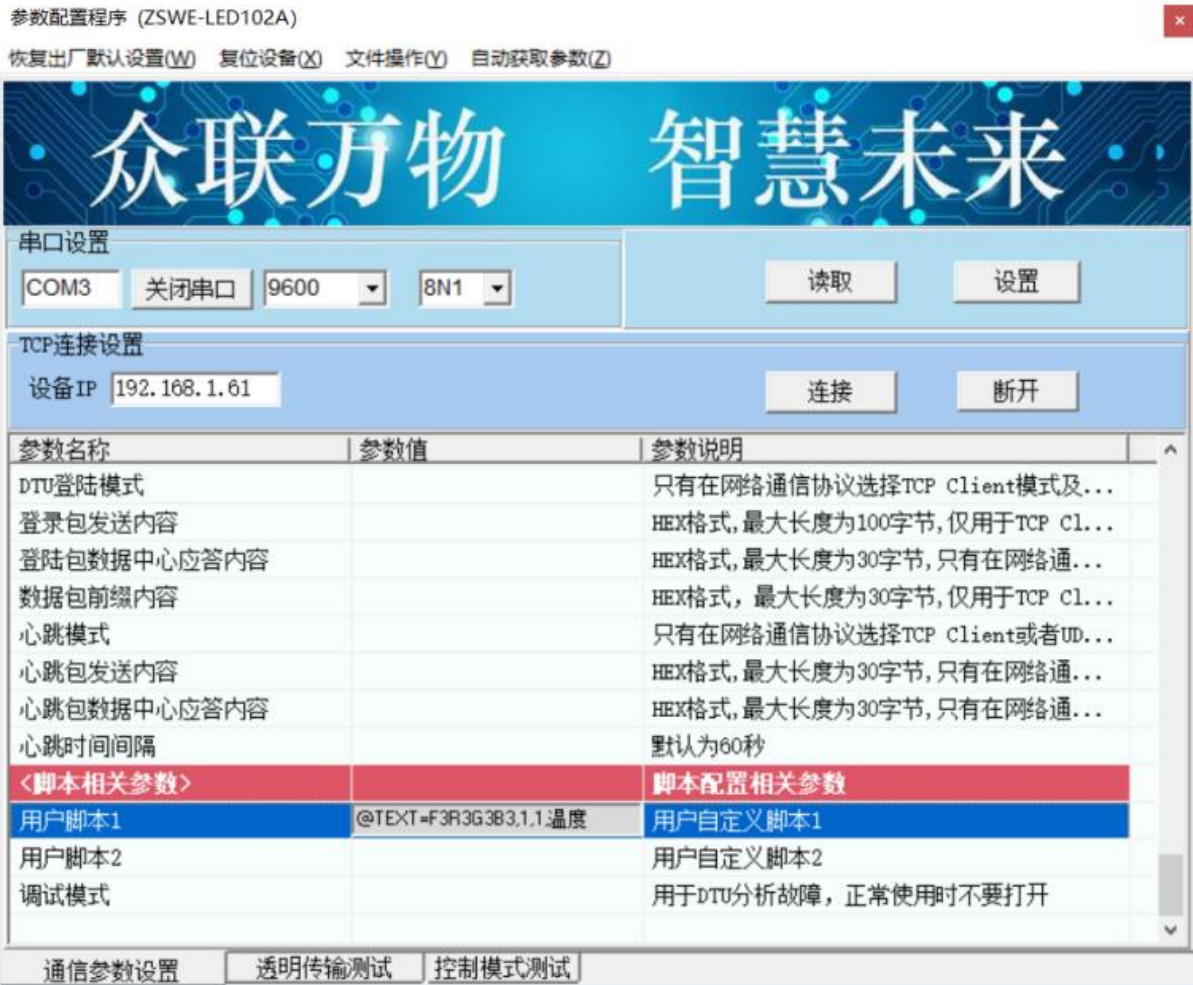 参数配置程序 (ZSWE-LED102A)
恢复出厂默认设置(W) 复位设备(X) 文件操作(Y) 自动获取参数(Z)
众联万物 智慧未来
串口设置
COM3 关闭串口 9600 8N1 读取 设置
TCP连接设置
设备IP 192.168.1.61 连接 断开
参数名称 参数值 参数说明
DTU登陆模式 只有在网络通信协议选择TCP Client模式及...
登录包发送内容 HEX格式,最大长度为100字节,仅用于TCP Cl...
登陆包数据中心应答内容 HEX格式,最大长度为30字节,只有在网络通...
数据包前缀内容 HEX格式，最大长度为30字节,仅用于TCP Cl...
心跳模式 只有在网络通信协议选择TCP Client或者UD...
心跳包发送内容 HEX格式,最大长度为30字节,只有在网络通...
心跳包数据中心应答内容 HEX格式,最大长度为30字节,只有在网络通...
心跳时间间隔 默认为60秒
<脚本相关参数> 脚本配置相关参数
用户脚本1 @TEXT=F3R3G3B3,1,1,温度 用户自定义脚本1
用户脚本2 用户自定义脚本2
调试模式 用于DTU分析故障，正常使用时不要打开
通信参数设置 透明传输测试 控制模式测试